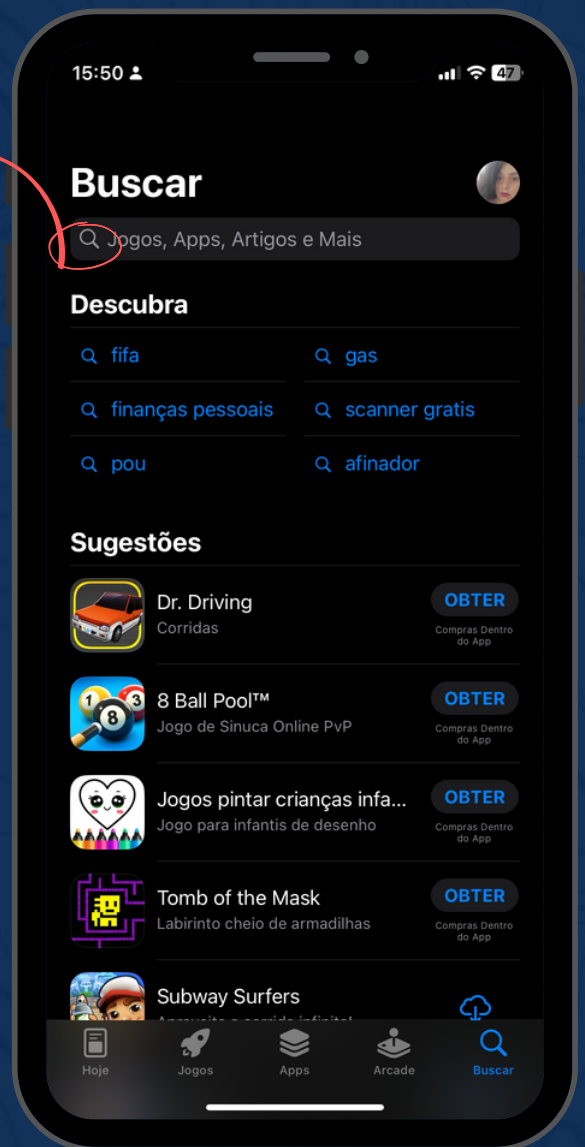 15:50
47
Buscar
Jogos, Apps, Artigos e Mais
Descubra
fifa
gas
finanças pessoais
scanner gratis
pou
afinador
Sugestões
Dr. Driving
Corridas
OBTER
Compras Dentro
do App
8 Ball Pool™
Jogo de Sinuca Online PvP
OBTER
Compras Dentro
do App
1
3
8
Jogos pintar crianças infa...
Jogo para infantis de desenho
OBTER
Compras Dentro
do App
Tomb of the Mask
Labirinto cheio de armadilhas
OBTER
Compras Dentro
do App
Subway Surfers
Hoje
Jogos
Apps
Arcade
Buscar